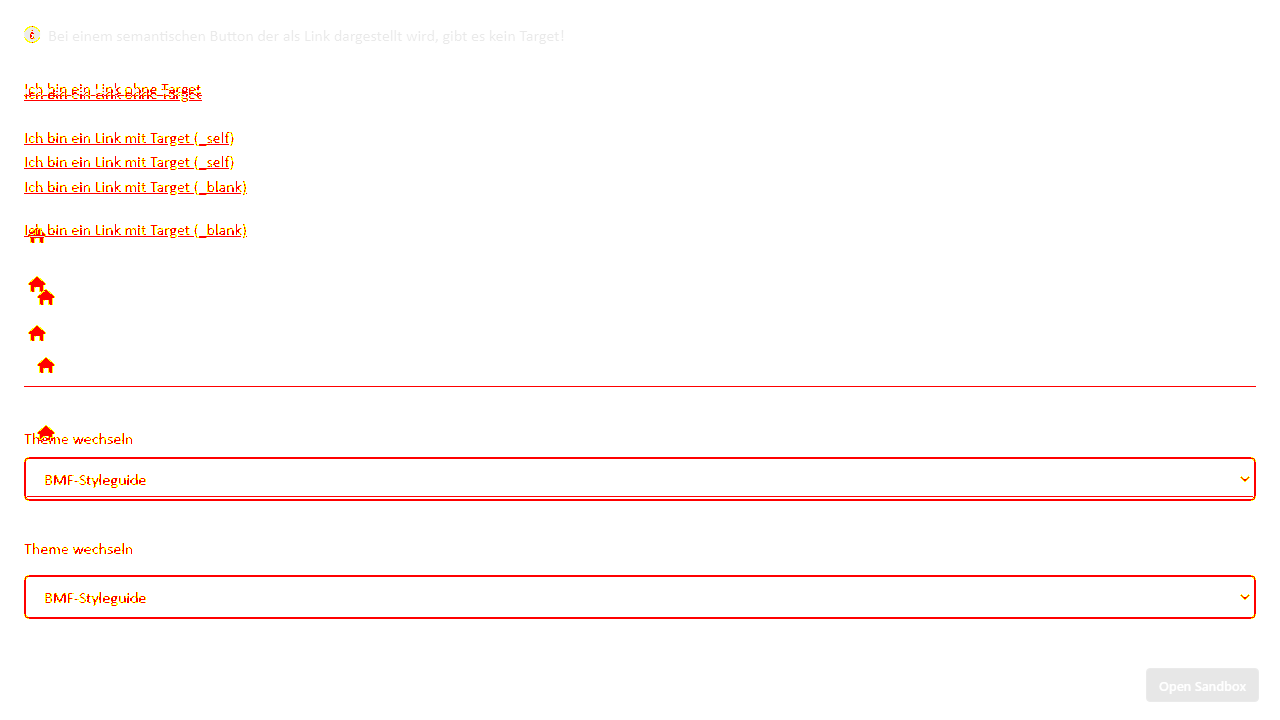 Bei einem semantischen Button der als Link dargestellt wird, gibt es kein Target!
Ich bin ein Link ohne Target
Ich bin ein Link ohne Target
Ich bin ein Link mit Target (_self)
Ich bin ein Link mit Target (_self)
Ich bin ein Link mit Target (_blank)
Ich bin ein Link mit Target (_blank)
Theme wechseln
BMF-Styleguide
Theme wechseln
BMF-Styleguide
Open Sandbox